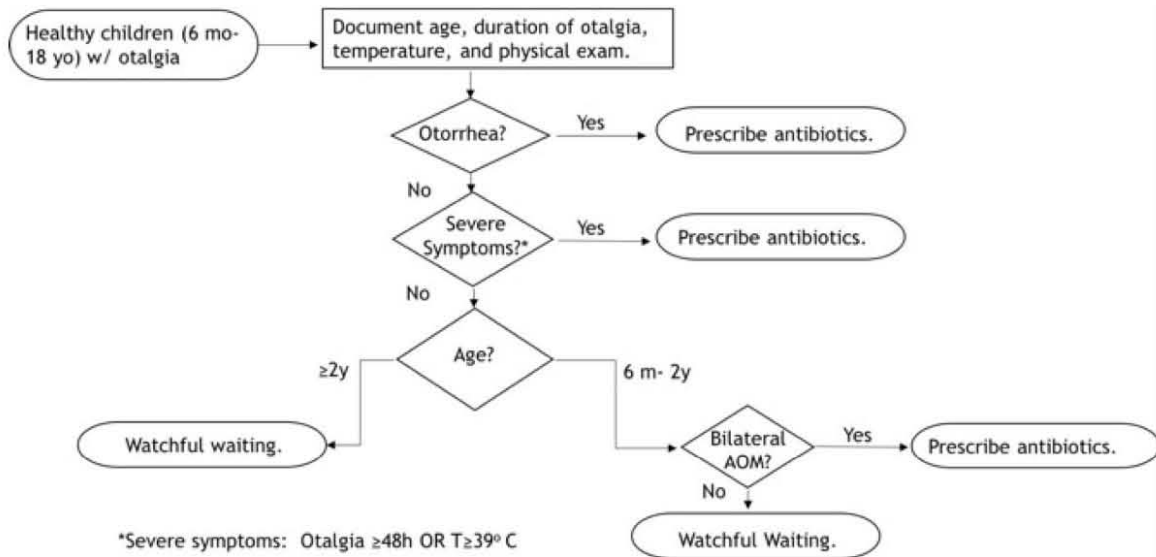 Healthy children (6 mo-
18 yo) w/ otalgia
Document age, duration of otalgia,
temperature, and physical exam.
Otorrhea?
Yes
Prescribe antibiotics.
No
Severe
Symptoms?*
Yes
Prescribe antibiotics.
No
Age?
≥2y
6 m- 2y
Watchful waiting.
Bilateral
AOM?
Yes
Prescribe antibiotics.
No
Watchful Waiting.
*Severe symptoms: Otalgia ≥48h OR T≥39º C